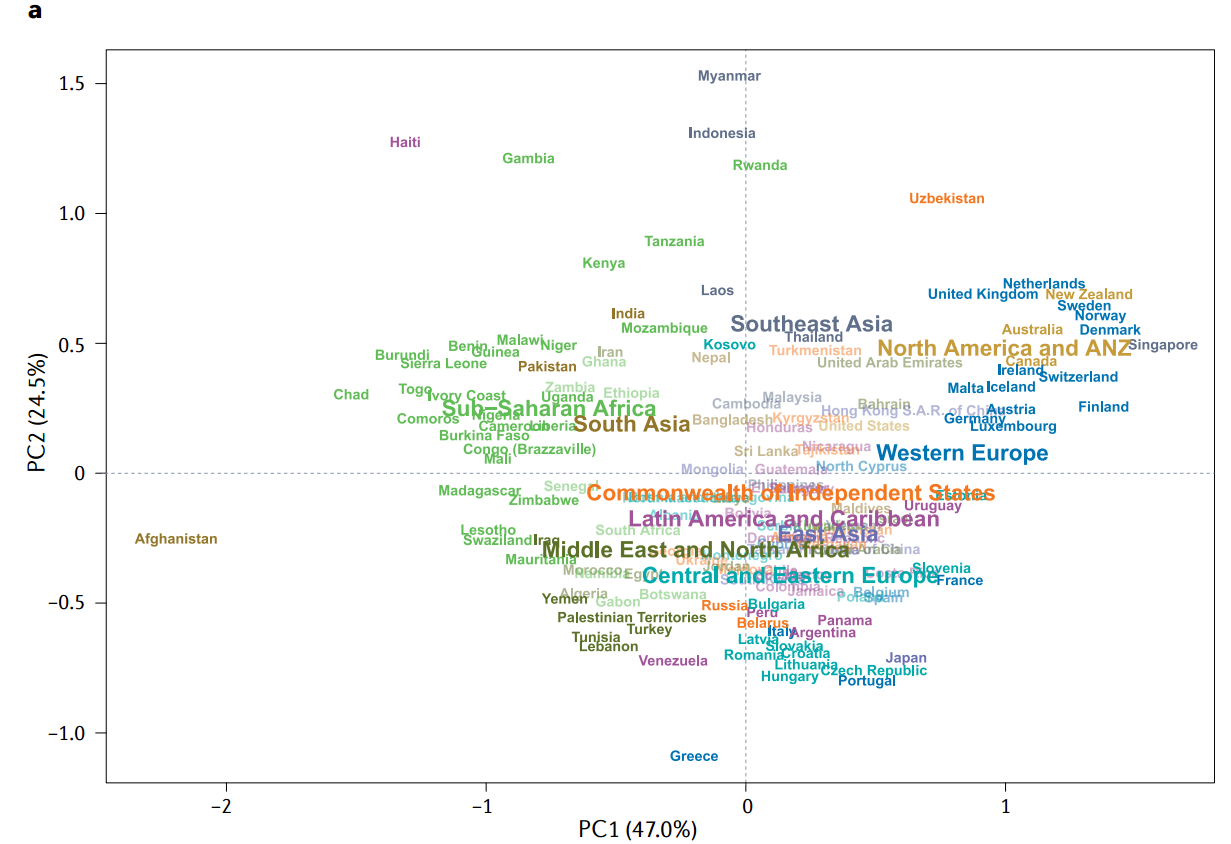 a
1.5
Myanmar
Indonesia
Haiti
Gambia
Rwanda
Uzbekistan
1.0
Tanzania
Kenya
Laos
Netherlands
United Kingdom
New Zealand
Sweden
Norway
India
Mozambique
Southeast Asia
Thailand
Australia
Denmark
0.5
Benin
Malawi
Guinea
Niger
Iran
Kosovo
Turkmenistan
North America and ANZ
Singapore
Burundi
Sierra Leone
Pakistan
Ghana
Nepal
United Arab Emirates
Canada
Ireland
Switzerland
Chad
Togo
Ivory Coast
Zambia
Uganda
Ethiopia
Malaysia
Malta
Iceland
Sub-Saharan Africa
Cambodia
Bahrain
Hong Kong S.A.R. of China
Austria
Finland
Comoros
Nigeria
Cameroon
Liberia
South Asia
Bangladesh
Kyrgyzstan
Honduras
United States
Germany
Luxembourg
Burkina Faso
Congo (Brazzaville)
Mali
Sri Lanka
Nicaragua
Tajikistan
Western Europe
0
Mongolia
Guatemala
North Cyprus
Madagascar
Zimbabwe
Senegal
Philippines
Commonwealth of Independent States
Estonia
Uruguay
Maldives
Albania
Bolivia
Latin America and Caribbean
Lesotho
South Africa
East Asia
Afghanistan
Swaziland
Iraq
Middle East and North Africa
China
Mauritania
Ukraine
Montenegro
Morocco
Namibia
Egypt
Jordan
Central and Eastern Europe
Slovenia
France
Algeria
Yemen
Gabon
Botswana
Colombia
Jamaica
Poland
Belgium
Spain
−0.5
Russia
Bulgaria
Peru
Palestinian Territories
Turkey
Belarus
Panama
Tunisia
Lebanon
Italy
Argentina
Latvia
Slovakia
Venezuela
Romania
Croatia
Japan
Lithuania
Czech Republic
Hungary
Portugal
Greece
−1.0
−2
−1
0
1
PC1 (47.0%)
PC2 (24.5%)